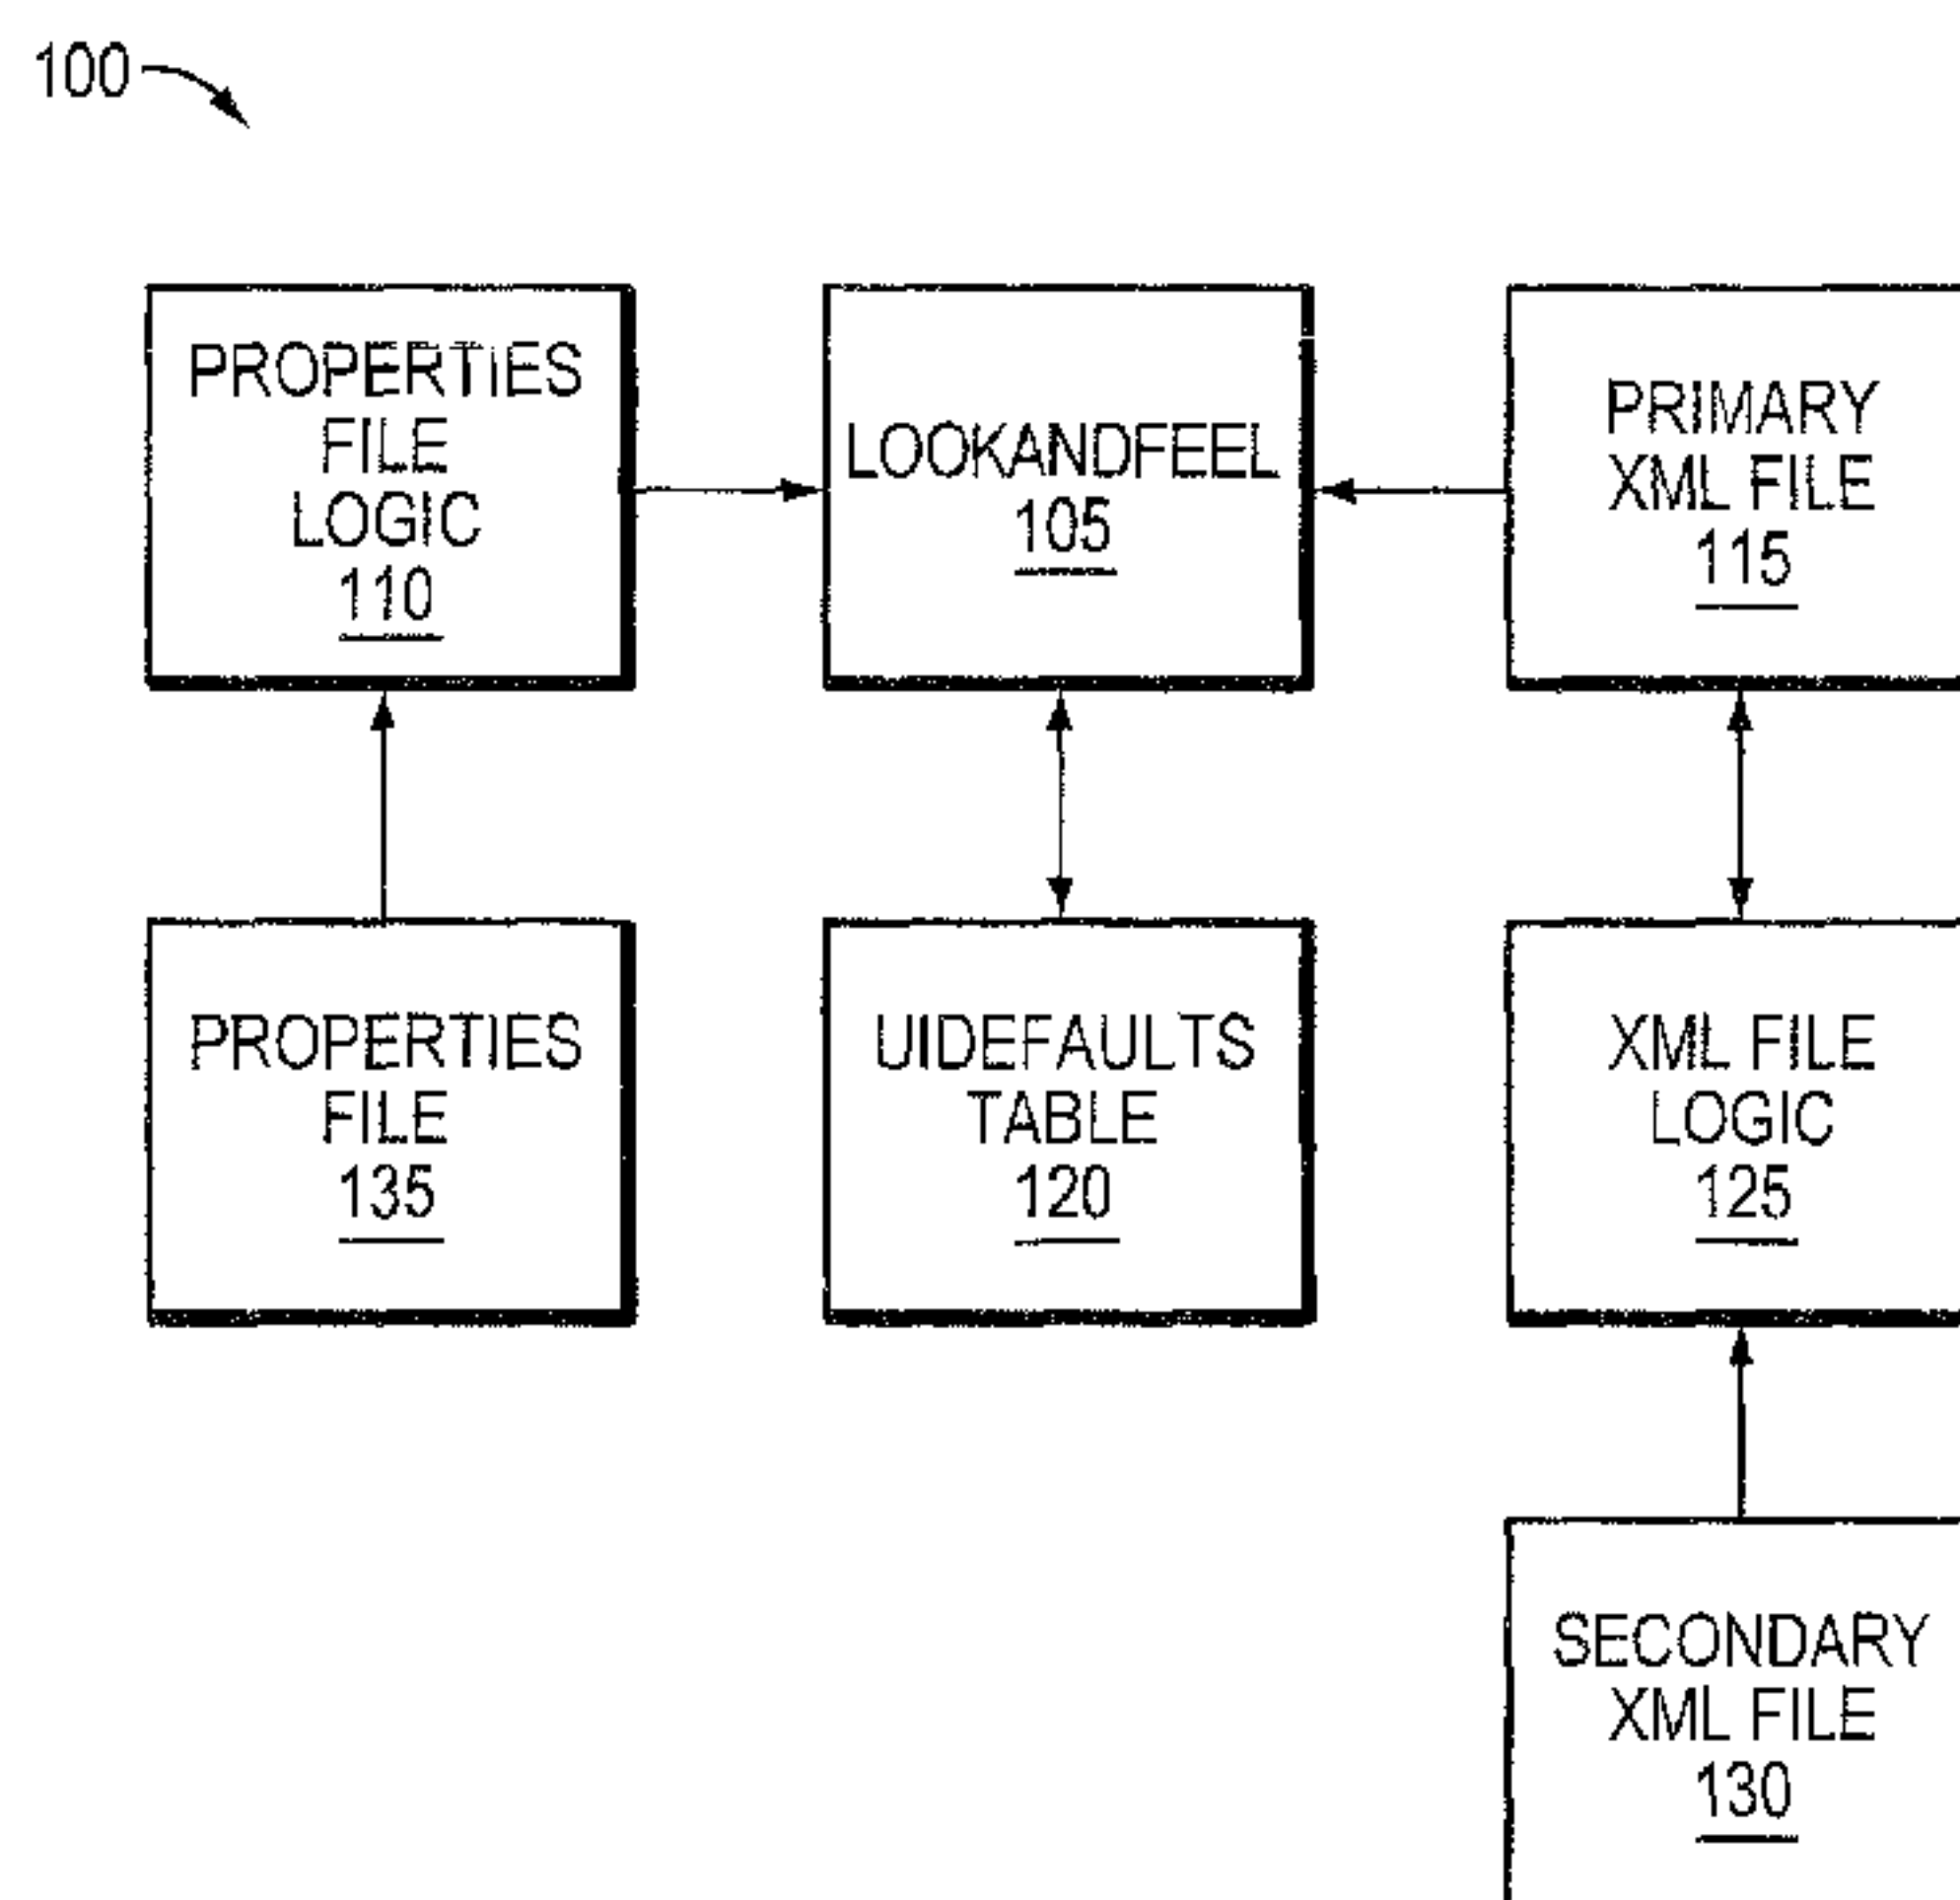 100
PROPERTIES
FILE
LOGIC
110
LOOKANDFEEL
105
PRIMARY
XML FILE
115
PROPERTIES
FILE
135
UIDEFAULTS
TABLE
120
XML FILE
LOGIC
125
SECONDARY
XML FILE
130